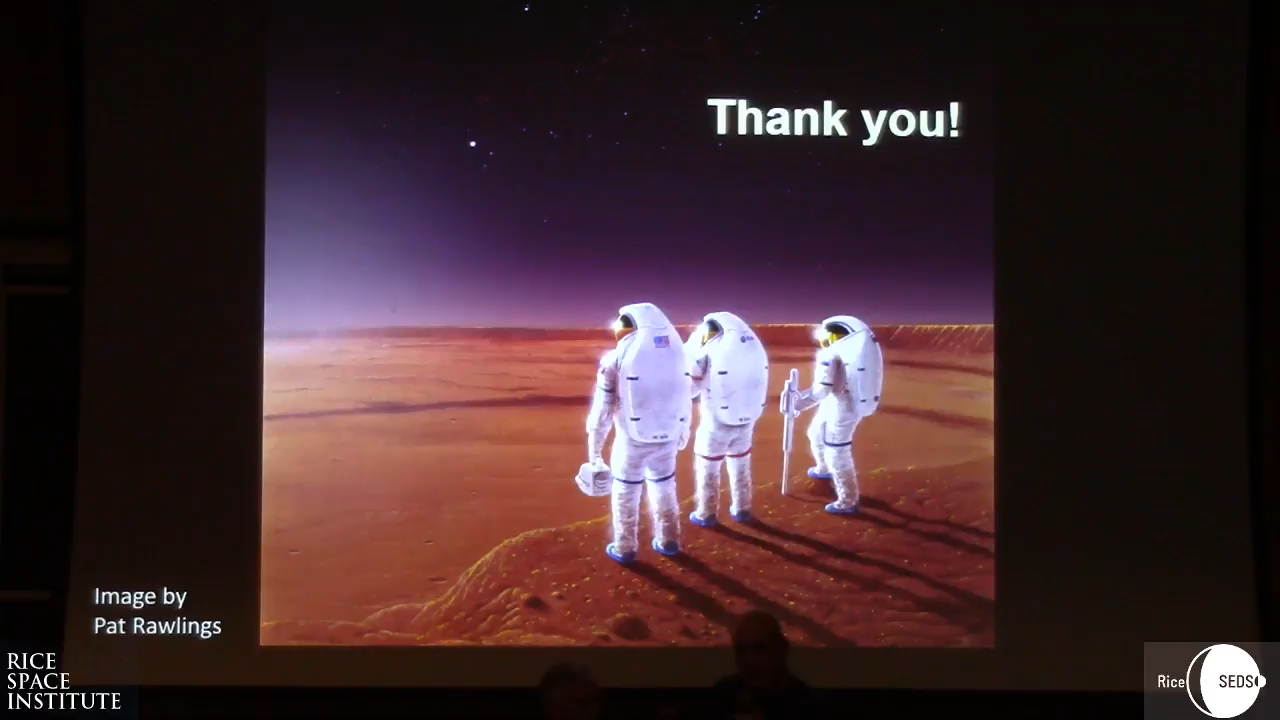 Thank you!
Image by
Pat Rawlings
RICE
SPACE
INSTITUTE
Rice
SEDS